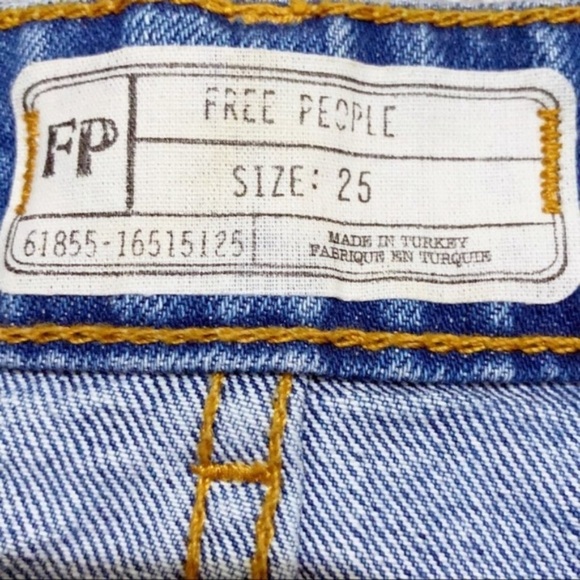 FP
FREE PEOPLE
SIZE: 25
61855-16515125
MADE IN TURKEY
FABRIQUE EN TURQUIE